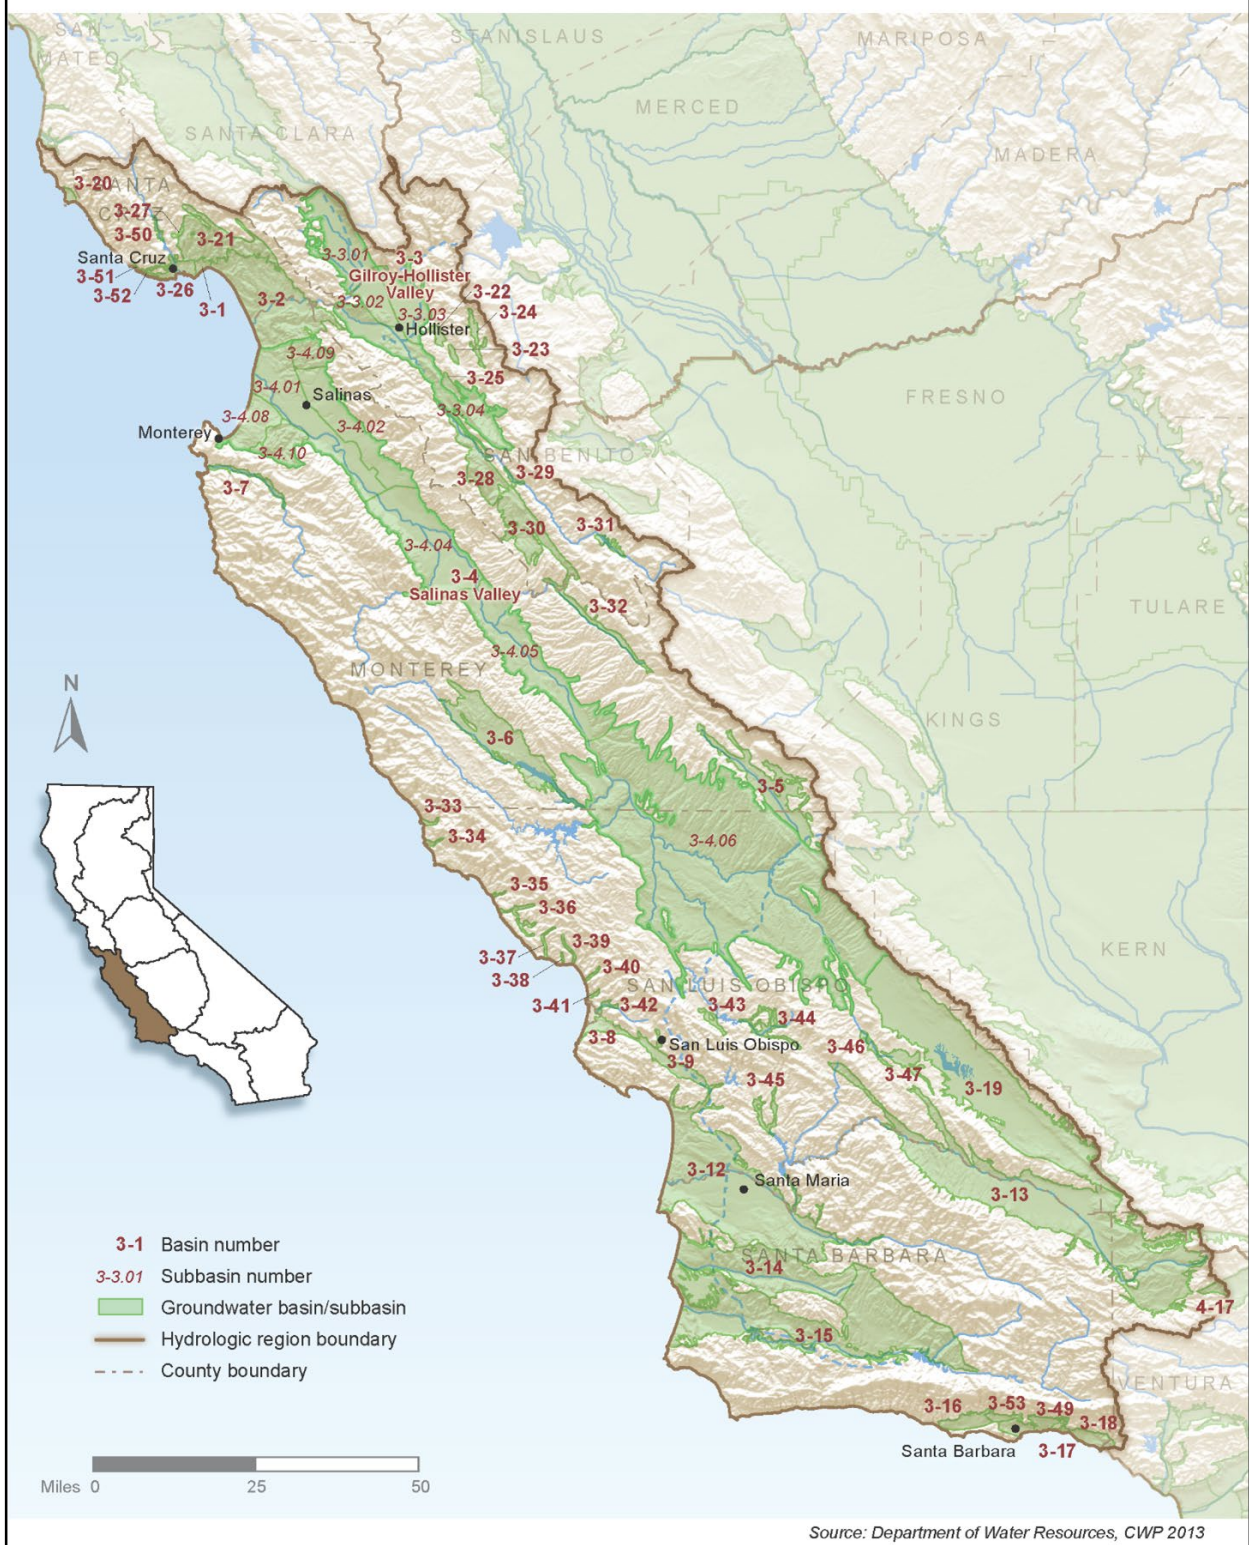 SAN
MATEO
STANISLAUS
MARIPOSA
MERCED
SANTA CLARA
MADERA
3-20
SANTA
CRUZ
3-27
3-50
3-21
Santa Cruz
3-51
3-52
3-26
3-1
3-2
3-3.01
3-3
Gilroy-Hollister
Valley
3-3.02
3-3.03
3-22
3-24
Hollister
3-23
3-25
3-4.09
3-4.01
Salinas
3-4.08
3-4.02
3-3.04
FRESNO
Monterey
3-4.10
SAN BENITO
3-7
3-28
3-29
3-30
3-31
3-4.04
3-4
Salinas Valley
3-32
TULARE
3-4.05
MONTEREY
N
KINGS
3-6
3-5
3-33
3-34
3-4.06
3-35
3-36
3-37
3-39
3-38
3-40
KERN
SAN LUIS OBISPO
3-41
3-42
3-43
3-44
3-8
San Luis Obispo
3-46
3-9
3-45
3-47
3-19
3-12
Santa Maria
3-13
SANTA BARBARA
3-14
4-17
3-15
VENTURA
3-16
3-53
3-49
3-18
Santa Barbara
3-17
3-1 Basin number
3-3.01 Subbasin number
Groundwater basin/subbasin
Hydrologic region boundary
County boundary
Miles 0 25 50
Source: Department of Water Resources, CWP 2013